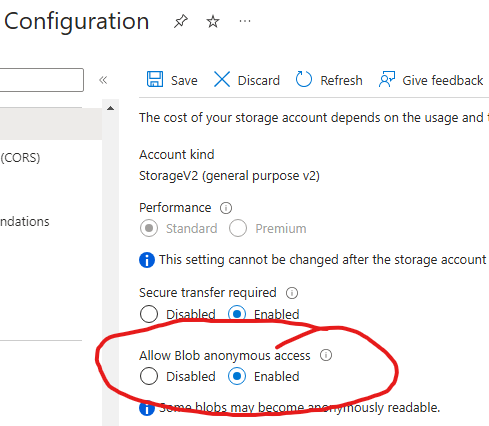 Configuration
Save Discard Refresh Give feedback
The cost of your storage account depends on the usage and
(CORS)
Account kind
StorageV2 (general purpose v2)
ndations
Performance
Standard Premium
This setting cannot be changed after the storage account
Secure transfer required
Disabled Enabled
Allow Blob anonymous access
Disabled Enabled
Some blobs may become anonymously readable.